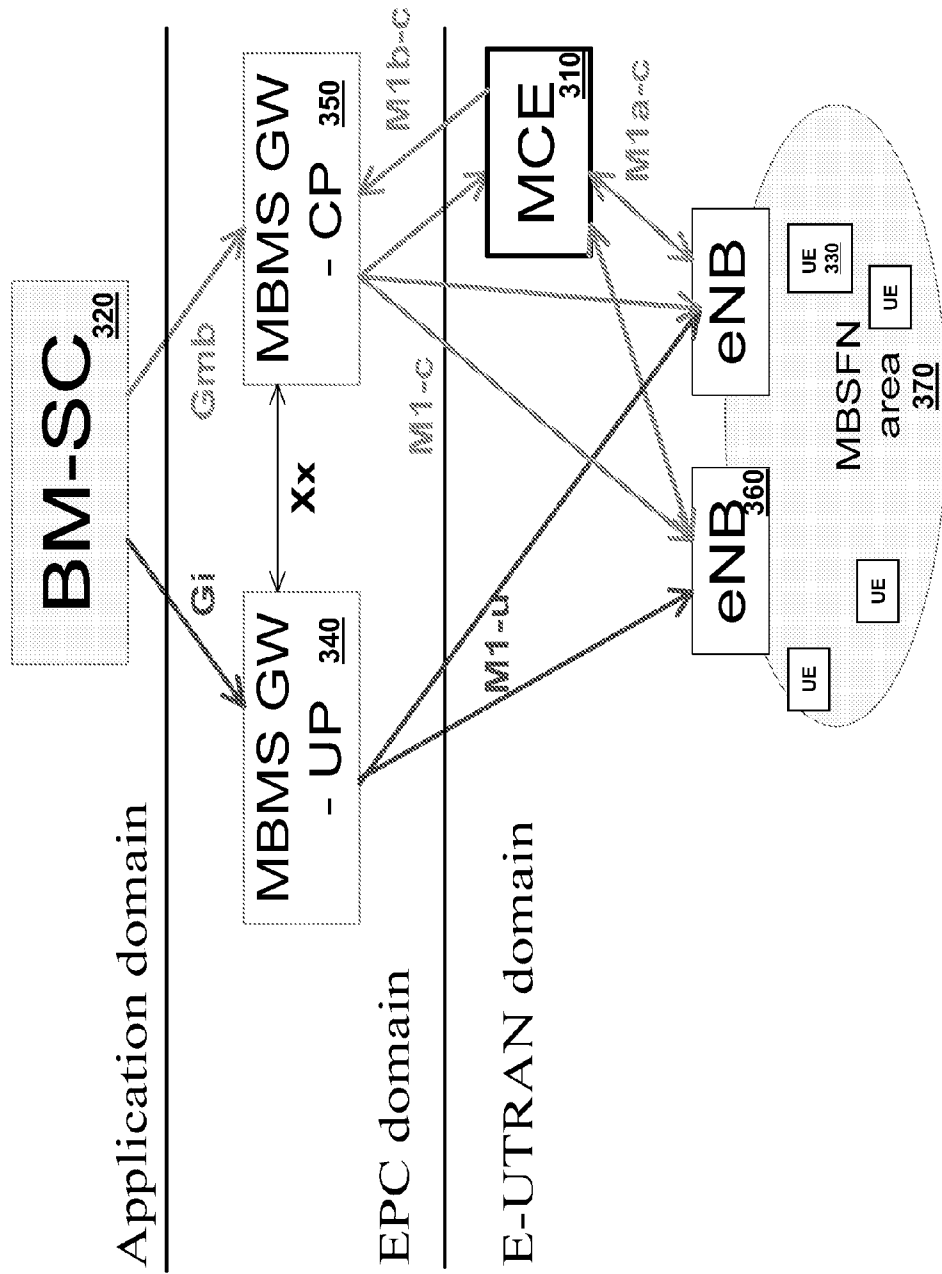 Application domain
BM-SC
320
Gi
Gmb
MBMS GW
- UP
340
Xx
MBMS GW
- CP
350
EPC domain
M1-u
M1-c
M1b-c
E-UTRAN domain
MCE
310
M1a-c
eNB
360
eNB
UE
UE
UE
330
UE
MBSFN
area
370